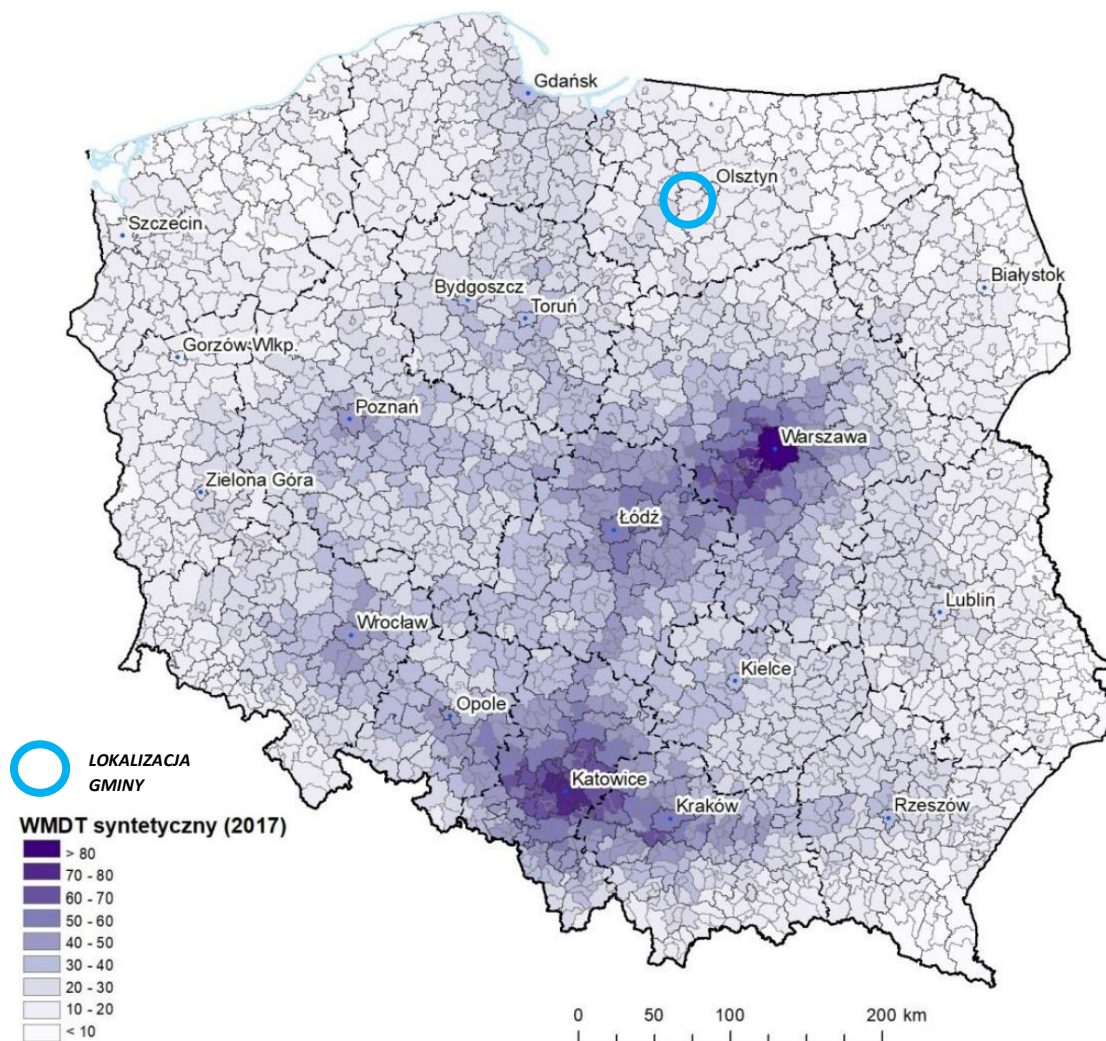 Gdańsk
Olsztyn
Szczecin
Białystok
Bydgoszcz
Toruń
Gorzów Wlkp.
Poznań
Warszawa
Zielona Góra
Łódź
Lublin
Wrocław
Kielce
Opole
LOKALIZACJA
GMINY
Katowice
Kraków
Rzeszów
WMDT syntetyczny (2017)
> 80
70 - 80
60 - 70
50 - 60
40 - 50
30 - 40
20 - 30
10 - 20
< 10
0 50 100 200 km